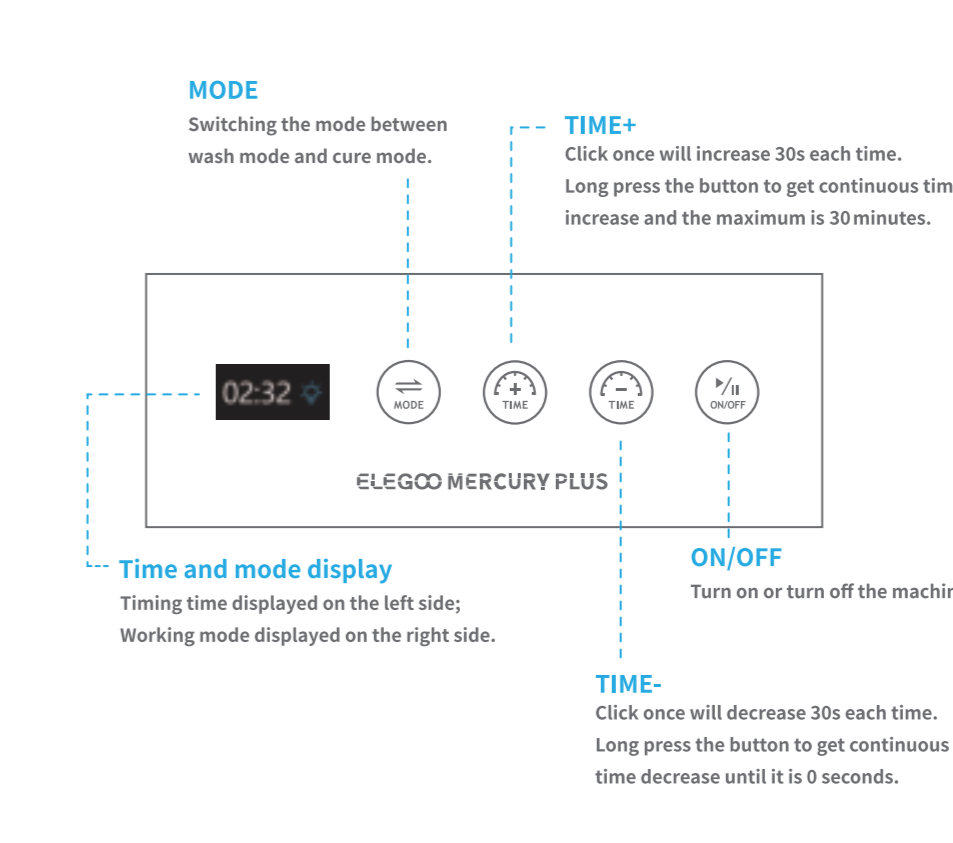 MODE
Switching the mode between
wash mode and cure mode.
TIME+
Click once will increase 30s each time.
Long press the button to get continuous tim
increase and the maximum is 30 minutes.
02:32
MODE
TIME
TIME
ON/OFF
ELEGOO MERCURY PLUS
Time and mode display
Timing time displayed on the left side;
Working mode displayed on the right side.
ON/OFF
Turn on or turn off the machin
TIME-
Click once will decrease 30s each time.
Long press the button to get continuous
time decrease until it is 0 seconds.